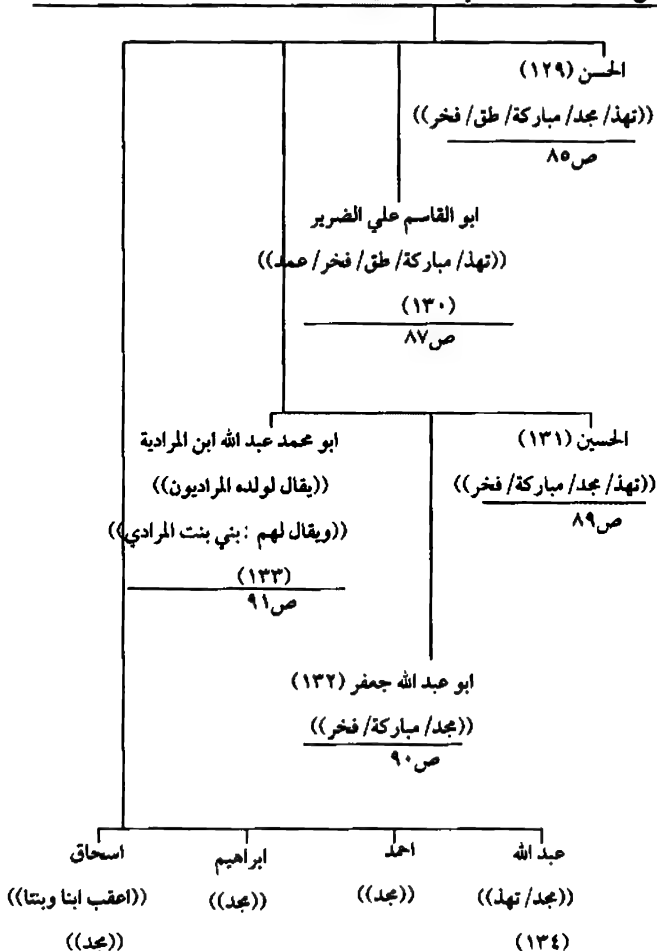 الحسن (١٢٩)
((تهذ/ مجد/ مباركة/ طق/ فخر))
ص٨٥
ابو القاسم علي الضرير
((تهذ/ مباركة/ طق/ فخر/ عمد))
(١٣٠)
ص٨٧
الحسين (١٣١)
((تهذ/ مجد/ مباركة/ فخر))
ص٨٩
ابو محمد عبد الله ابن المرادية
((يقال لولده المراديون))
((ويقال لهم : بني بنت المرادي))
(١٣٣)
ص٩١
ابو عبد الله جعفر (١٣٢)
((مجد/ مباركة/ فخر))
ص٩٠
عبد الله
((مجد/ تهذ))
(١٣٤)
احمد
((مجد))
ابراهيم
((مجد))
اسحاق
((اعقب ابنا وبنتا))
((مجد))